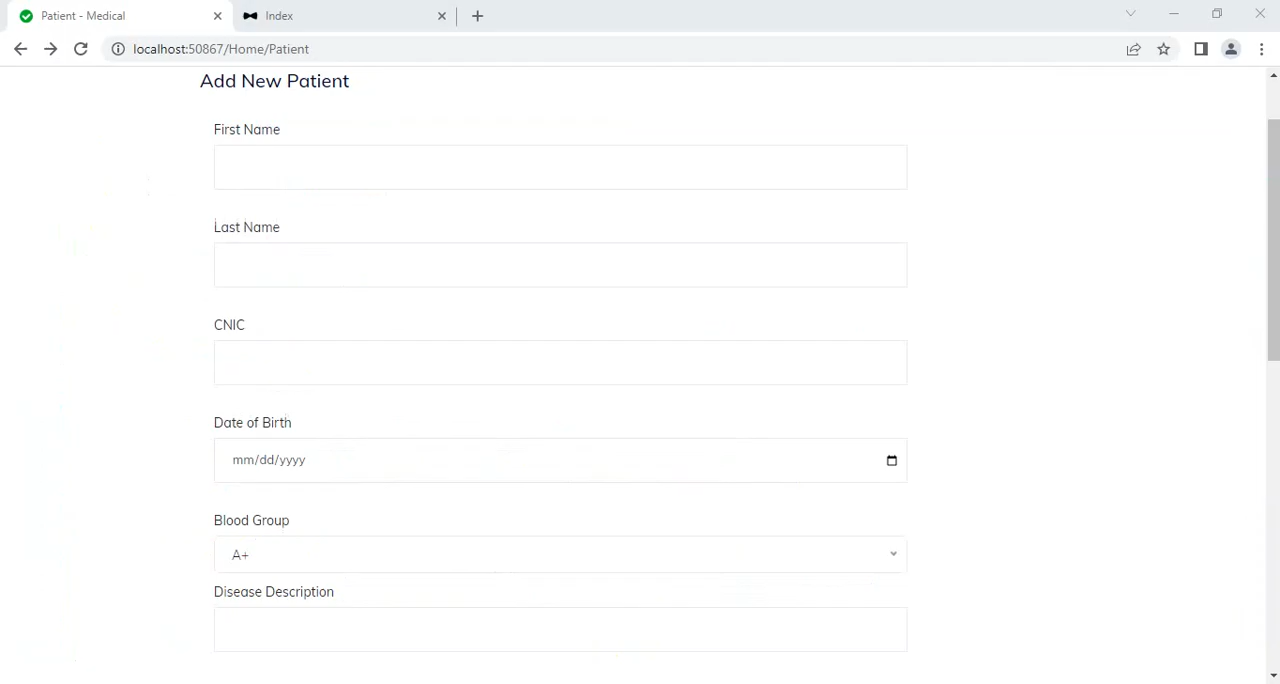 Patient - Medical
Index
localhost:50867/Home/Patient
Add New Patient
First Name
Last Name
CNIC
Date of Birth
mm/dd/yyyy
Blood Group
A+
Disease Description